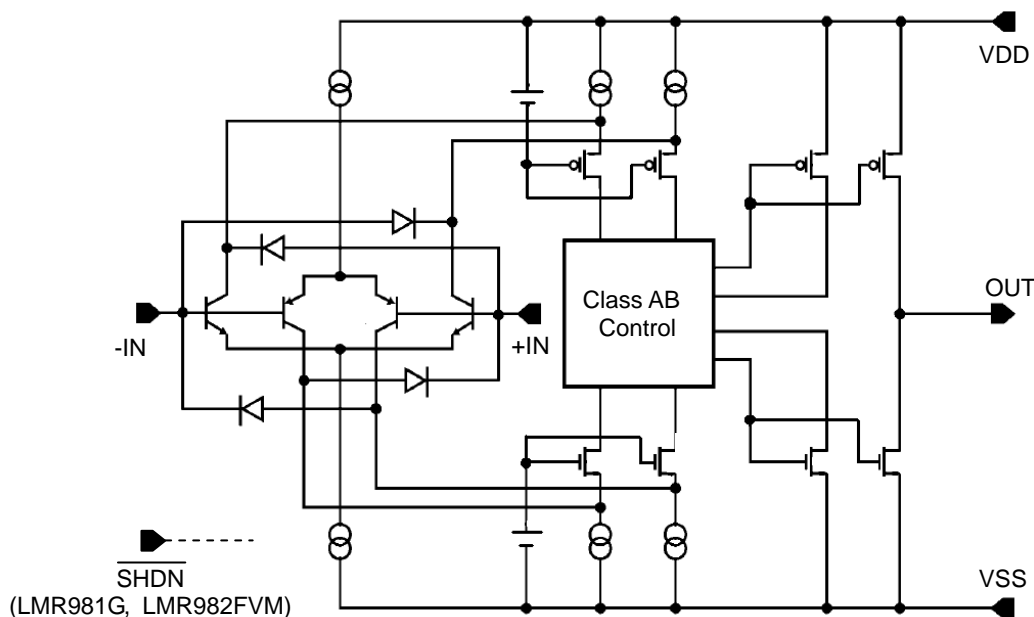 VDD
Class AB
Control
OUT
-IN
+IN
SHDN
(LMR981G, LMR982FVM)
VSS